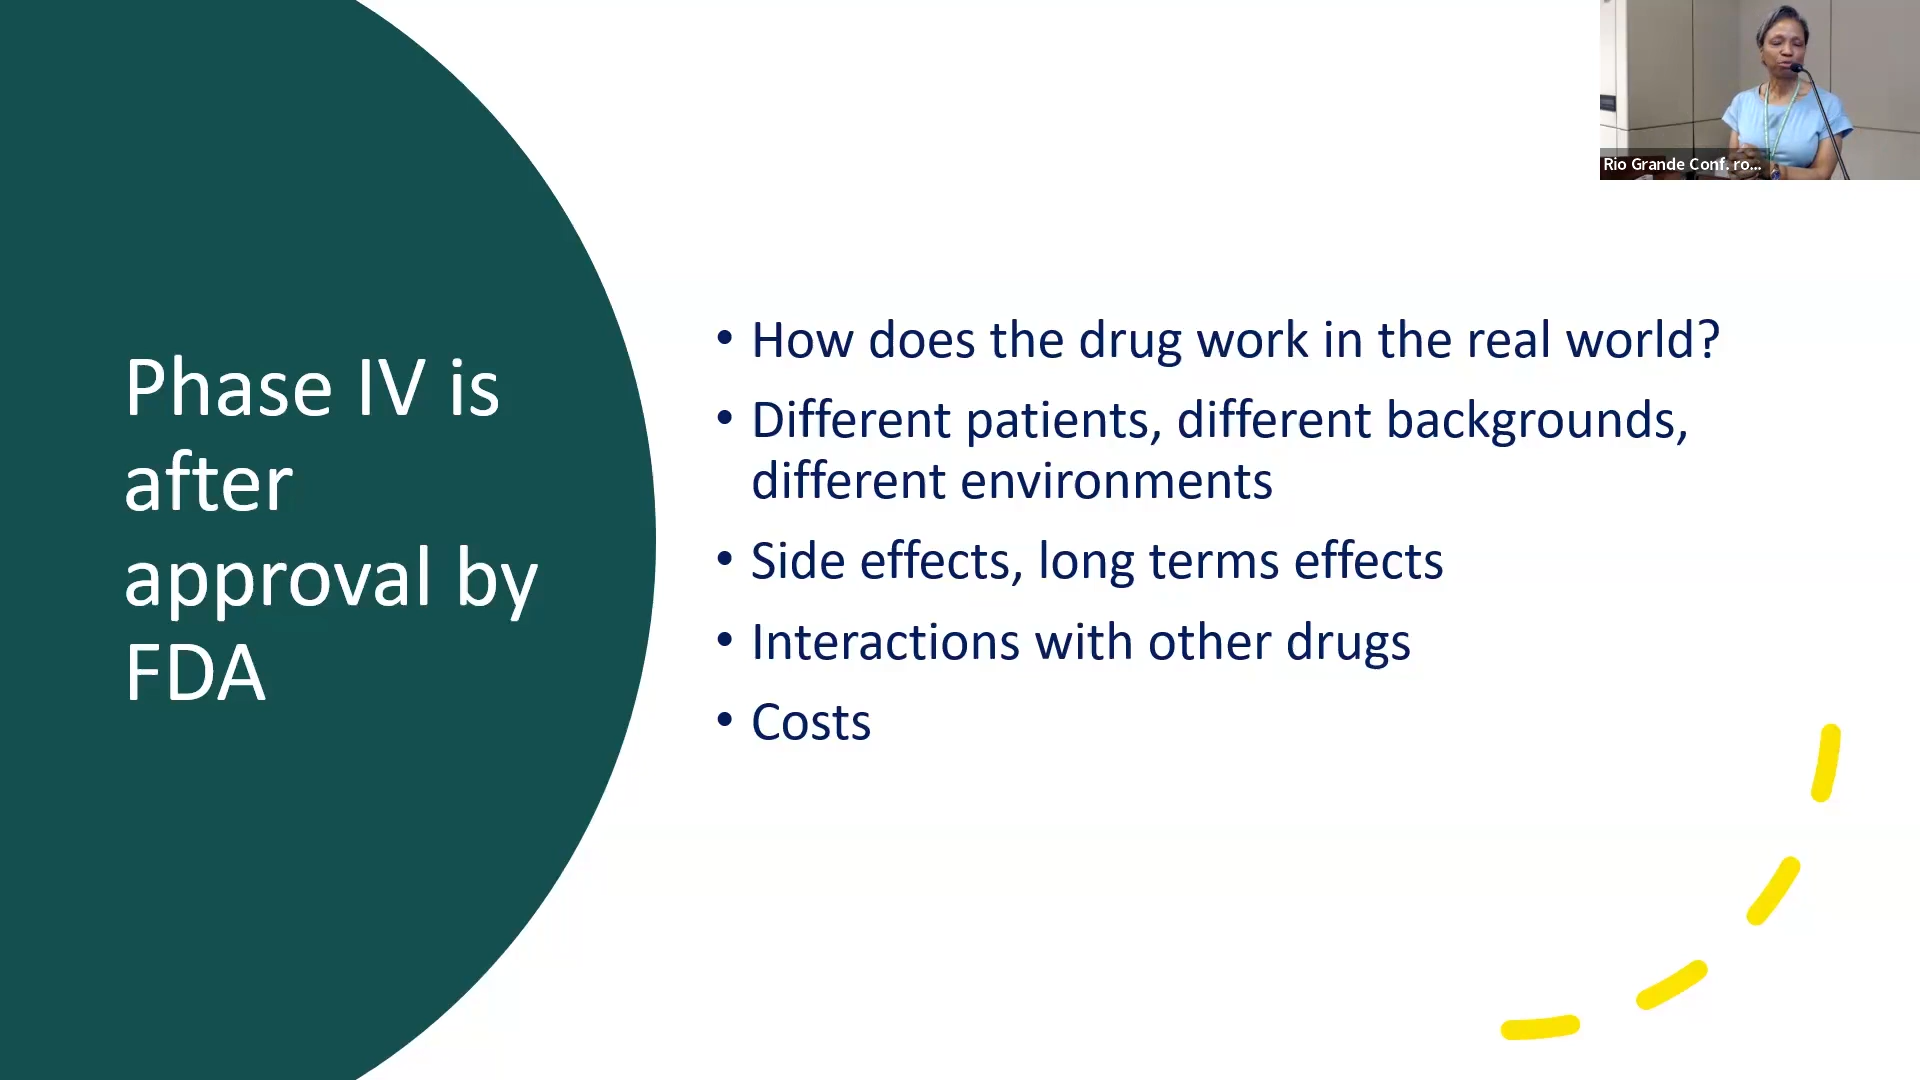 Phase IV is
after
approval by
FDA
• How does the drug work in the real world?
• Different patients, different backgrounds,
different environments
• Side effects, long terms effects
• Interactions with other drugs
• Costs
Rio Grande Conf. ro...